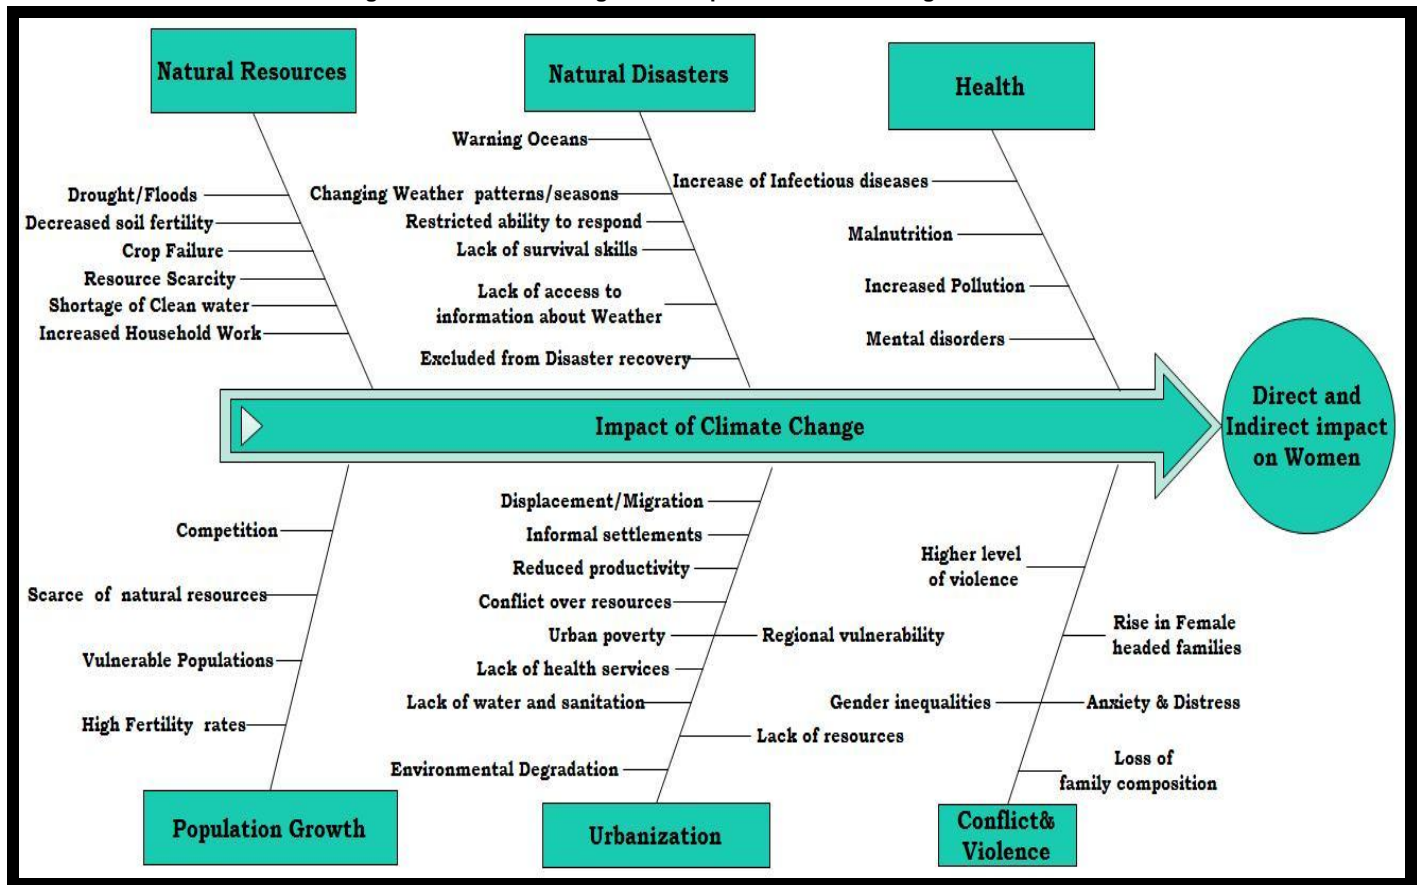 Natural Resources
Natural Disasters
Health
Warning Oceans
Drought/Floods
Decreased soil fertility
Crop Failure
Resource Scarcity
Shortage of Clean water
Increased Household Work
Changing Weather patterns/seasons
Restricted ability to respond
Lack of survival skills
Lack of access to
information about Weather
Excluded from Disaster recovery
Increase of Infectious diseases
Malnutrition
Increased Pollution
Mental disorders
Impact of Climate Change
Direct and
Indirect impact
on Women
Competition
Scarce of natural resources
Vulnerable Populations
High Fertility rates
Displacement/Migration
Informal settlements
Reduced productivity
Conflict over resources
Urban poverty
Regional vulnerability
Lack of health services
Lack of water and sanitation
Lack of resources
Environmental Degradation
Higher level
of violence
Rise in Female
headed families
Gender inequalities
Anxiety & Distress
Loss of
family composition
Population Growth
Urbanization
Conflict&
Violence